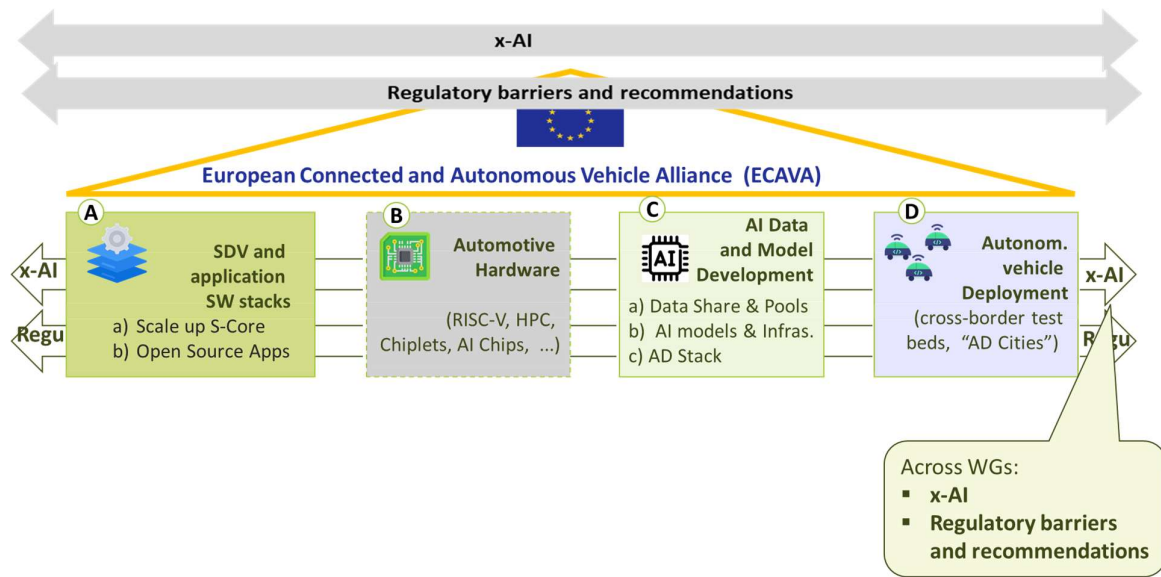 x-AI
Regulatory barriers and recommendations
European Connected and Autonomous Vehicle Alliance (ECAVA)
A
SDV and
application
SW stacks
a) Scale up S-Core
b) Open Source Apps
B
Automotive
Hardware
(RISC-V, HPC,
Chiplets, AI Chips, ...)
C
AI
AI Data
and Model
Development
a) Data Share & Pools
b) AI models & Infras.
c) AD Stack
D
Autonom.
vehicle
Deployment
(cross-border test
beds, "AD Cities")
x-AI
Regu
x-AI
Regu
Across WGs:
▪ x-AI
▪ Regulatory barriers
and recommendations